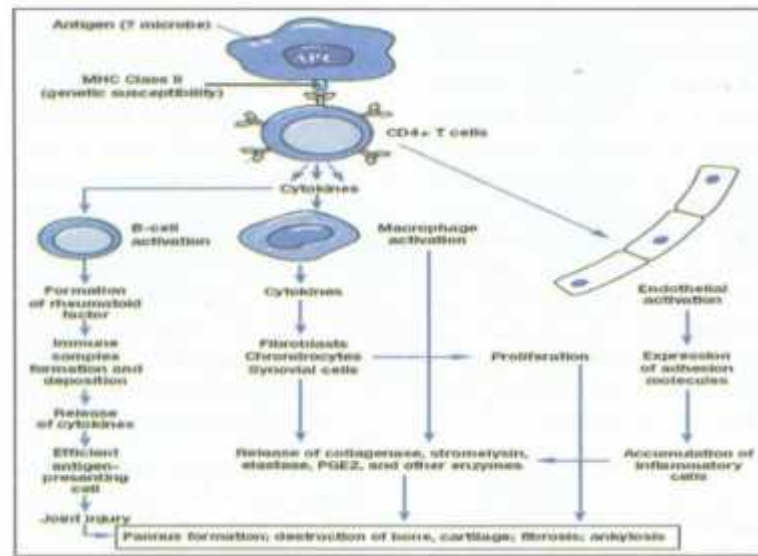 Antigen (? microbe)
APC
MHC Class II
(genetic susceptibility)
CD4+ T cells
Cytokines
B-cell
activation
Macrophage
activation
Formation
of rheumatoid
factor
Cytokines
Endothelial
activation
Immune
complex
formation and
deposition
Fibroblasts
Chrondrocytes
Synovial cells
Proliferation
Expression
of adhesion
molecules
Release
of cytokines
Efficient
antigen-
presenting
cell
Release of collagenase, stromelysin,
elastase, PGE2, and other enzymes
Accumulation of
inflammatory
cells
Joint injury
Pannus formation; destruction of bone, cartilage; fibrosis; ankylosis